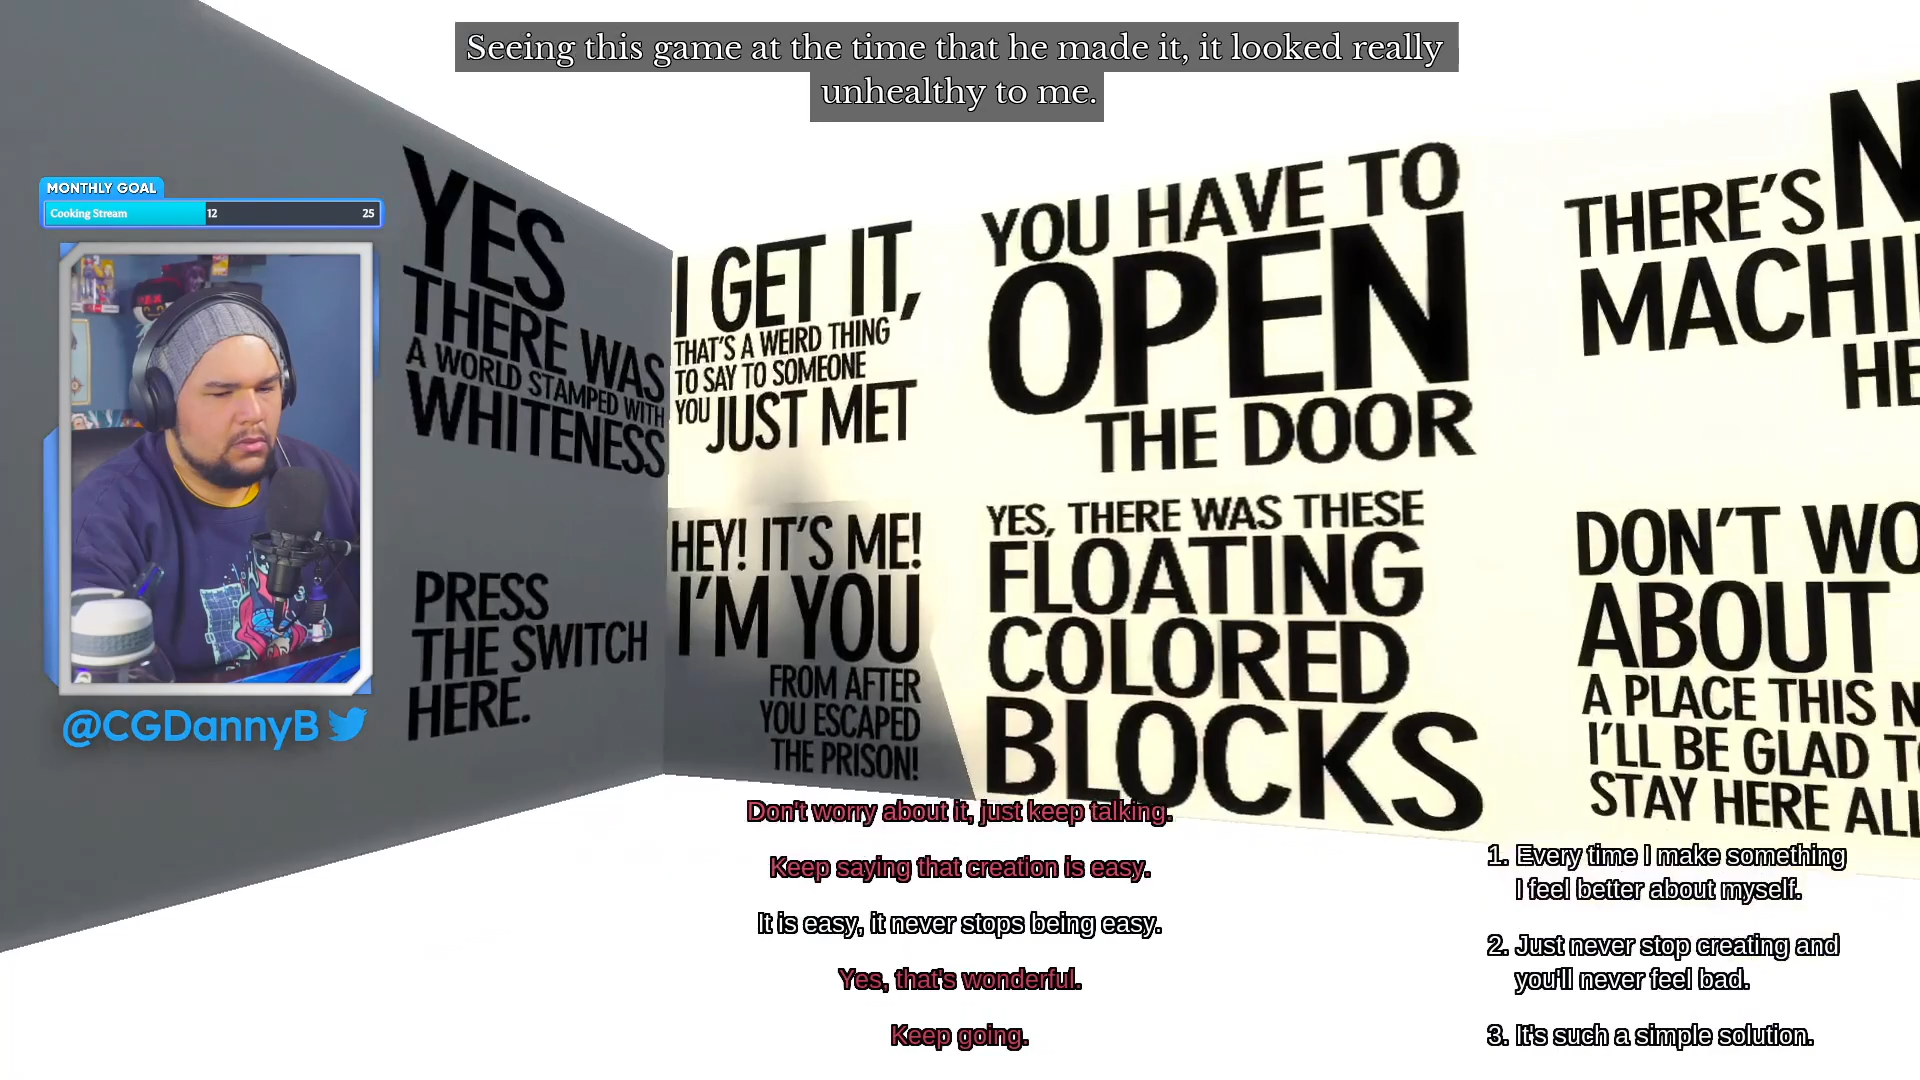 Seeing this game at the time that he made it, it looked really
unhealthy to me.
MONTHLY GOAL
Cooking Stream 12 25
@CGDannyB
YES
THERE WAS
A WORLD STAMPED WITH
WHITENESS
PRESS
THE SWITCH
HERE.
I GET IT,
THAT'S A WEIRD THING
TO SAY TO SOMEONE
YOU JUST MET
HEY! IT'S ME!
I'M YOU
FROM AFTER
YOU ESCAPED
THE PRISON!
YOU HAVE TO
OPEN
THE DOOR
YES, THERE WAS THESE
FLOATING
COLORED
BLOCKS
THERE'S
DON'T
ABOUT
A PLACE THIS
I'LL BE GLAD
STAY HERE
Don't worry about it, just keep talking.
Keep saying that creation is easy.
It is easy, it never stops being easy.
Yes, that's wonderful.
Keep going.
1. Every time I make something
I feel better about myself.
2. Just never stop creating and
you'll never feel bad.
3. It's such a simple solution.